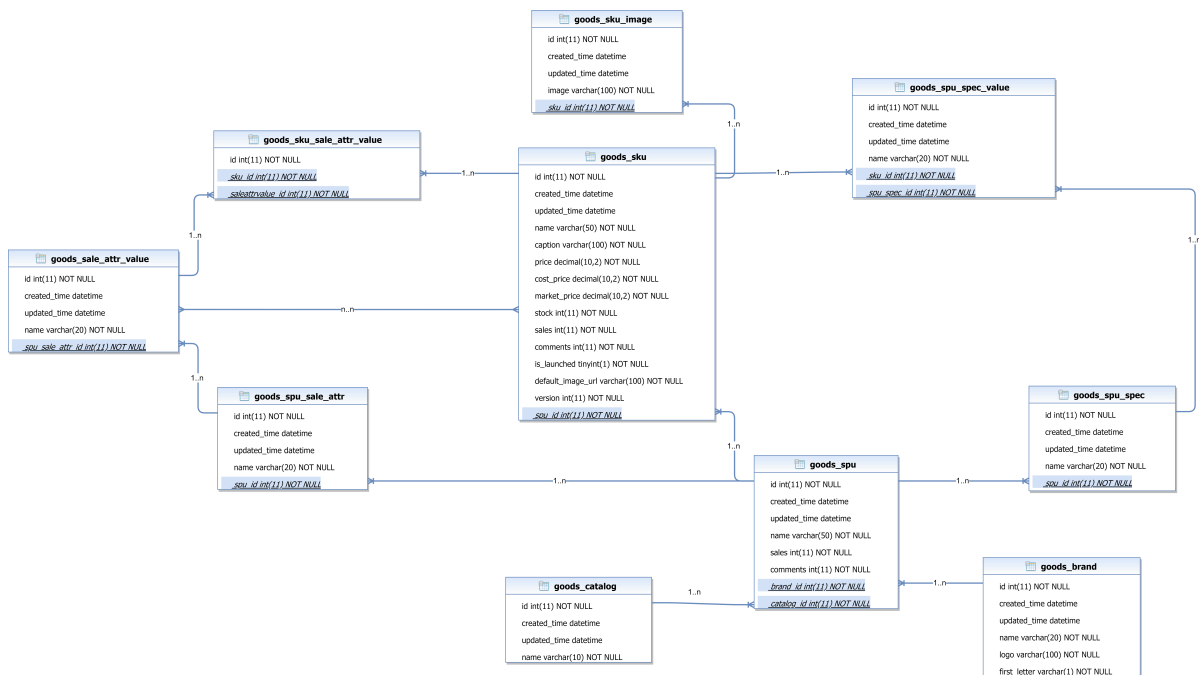 goods_sku_image
id int(11) NOT NULL
created_time datetime
updated_time datetime
image varchar(100) NOT NULL
sku_id int(11) NOT NULL
1..n
goods_spu_spec_value
id int(11) NOT NULL
created_time datetime
updated_time datetime
name varchar(20) NOT NULL
sku_id int(11) NOT NULL
spu_spec_id int(11) NOT NULL
goods_sku_sale_attr_value
id int(11) NOT NULL
sku_id int(11) NOT NULL
saleattrvalue_id int(11) NOT NULL
1..n
goods_sku
id int(11) NOT NULL
created_time datetime
updated_time datetime
name varchar(50) NOT NULL
caption varchar(100) NOT NULL
price decimal(10,2) NOT NULL
cost_price decimal(10,2) NOT NULL
market_price decimal(10,2) NOT NULL
stock int(11) NOT NULL
sales int(11) NOT NULL
comments int(11) NOT NULL
is_launched tinyint(1) NOT NULL
default_image_url varchar(100) NOT NULL
version int(11) NOT NULL
spu_id int(11) NOT NULL
1..n
1..n
1..n
goods_sale_attr_value
id int(11) NOT NULL
created_time datetime
updated_time datetime
name varchar(20) NOT NULL
spu_sale_attr_id int(11) NOT NULL
n..n
1..n
goods_spu_sale_attr
id int(11) NOT NULL
created_time datetime
updated_time datetime
name varchar(20) NOT NULL
spu_id int(11) NOT NULL
goods_spu_spec
id int(11) NOT NULL
created_time datetime
updated_time datetime
name varchar(20) NOT NULL
spu_id int(11) NOT NULL
1..n
1..n
goods_spu
id int(11) NOT NULL
created_time datetime
updated_time datetime
name varchar(50) NOT NULL
sales int(11) NOT NULL
comments int(11) NOT NULL
brand_id int(11) NOT NULL
catalog_id int(11) NOT NULL
1..n
goods_catalog
id int(11) NOT NULL
created_time datetime
updated_time datetime
name varchar(10) NOT NULL
1..n
1..n
goods_brand
id int(11) NOT NULL
created_time datetime
updated_time datetime
name varchar(20) NOT NULL
logo varchar(100) NOT NULL
first_letter varchar(1) NOT NULL